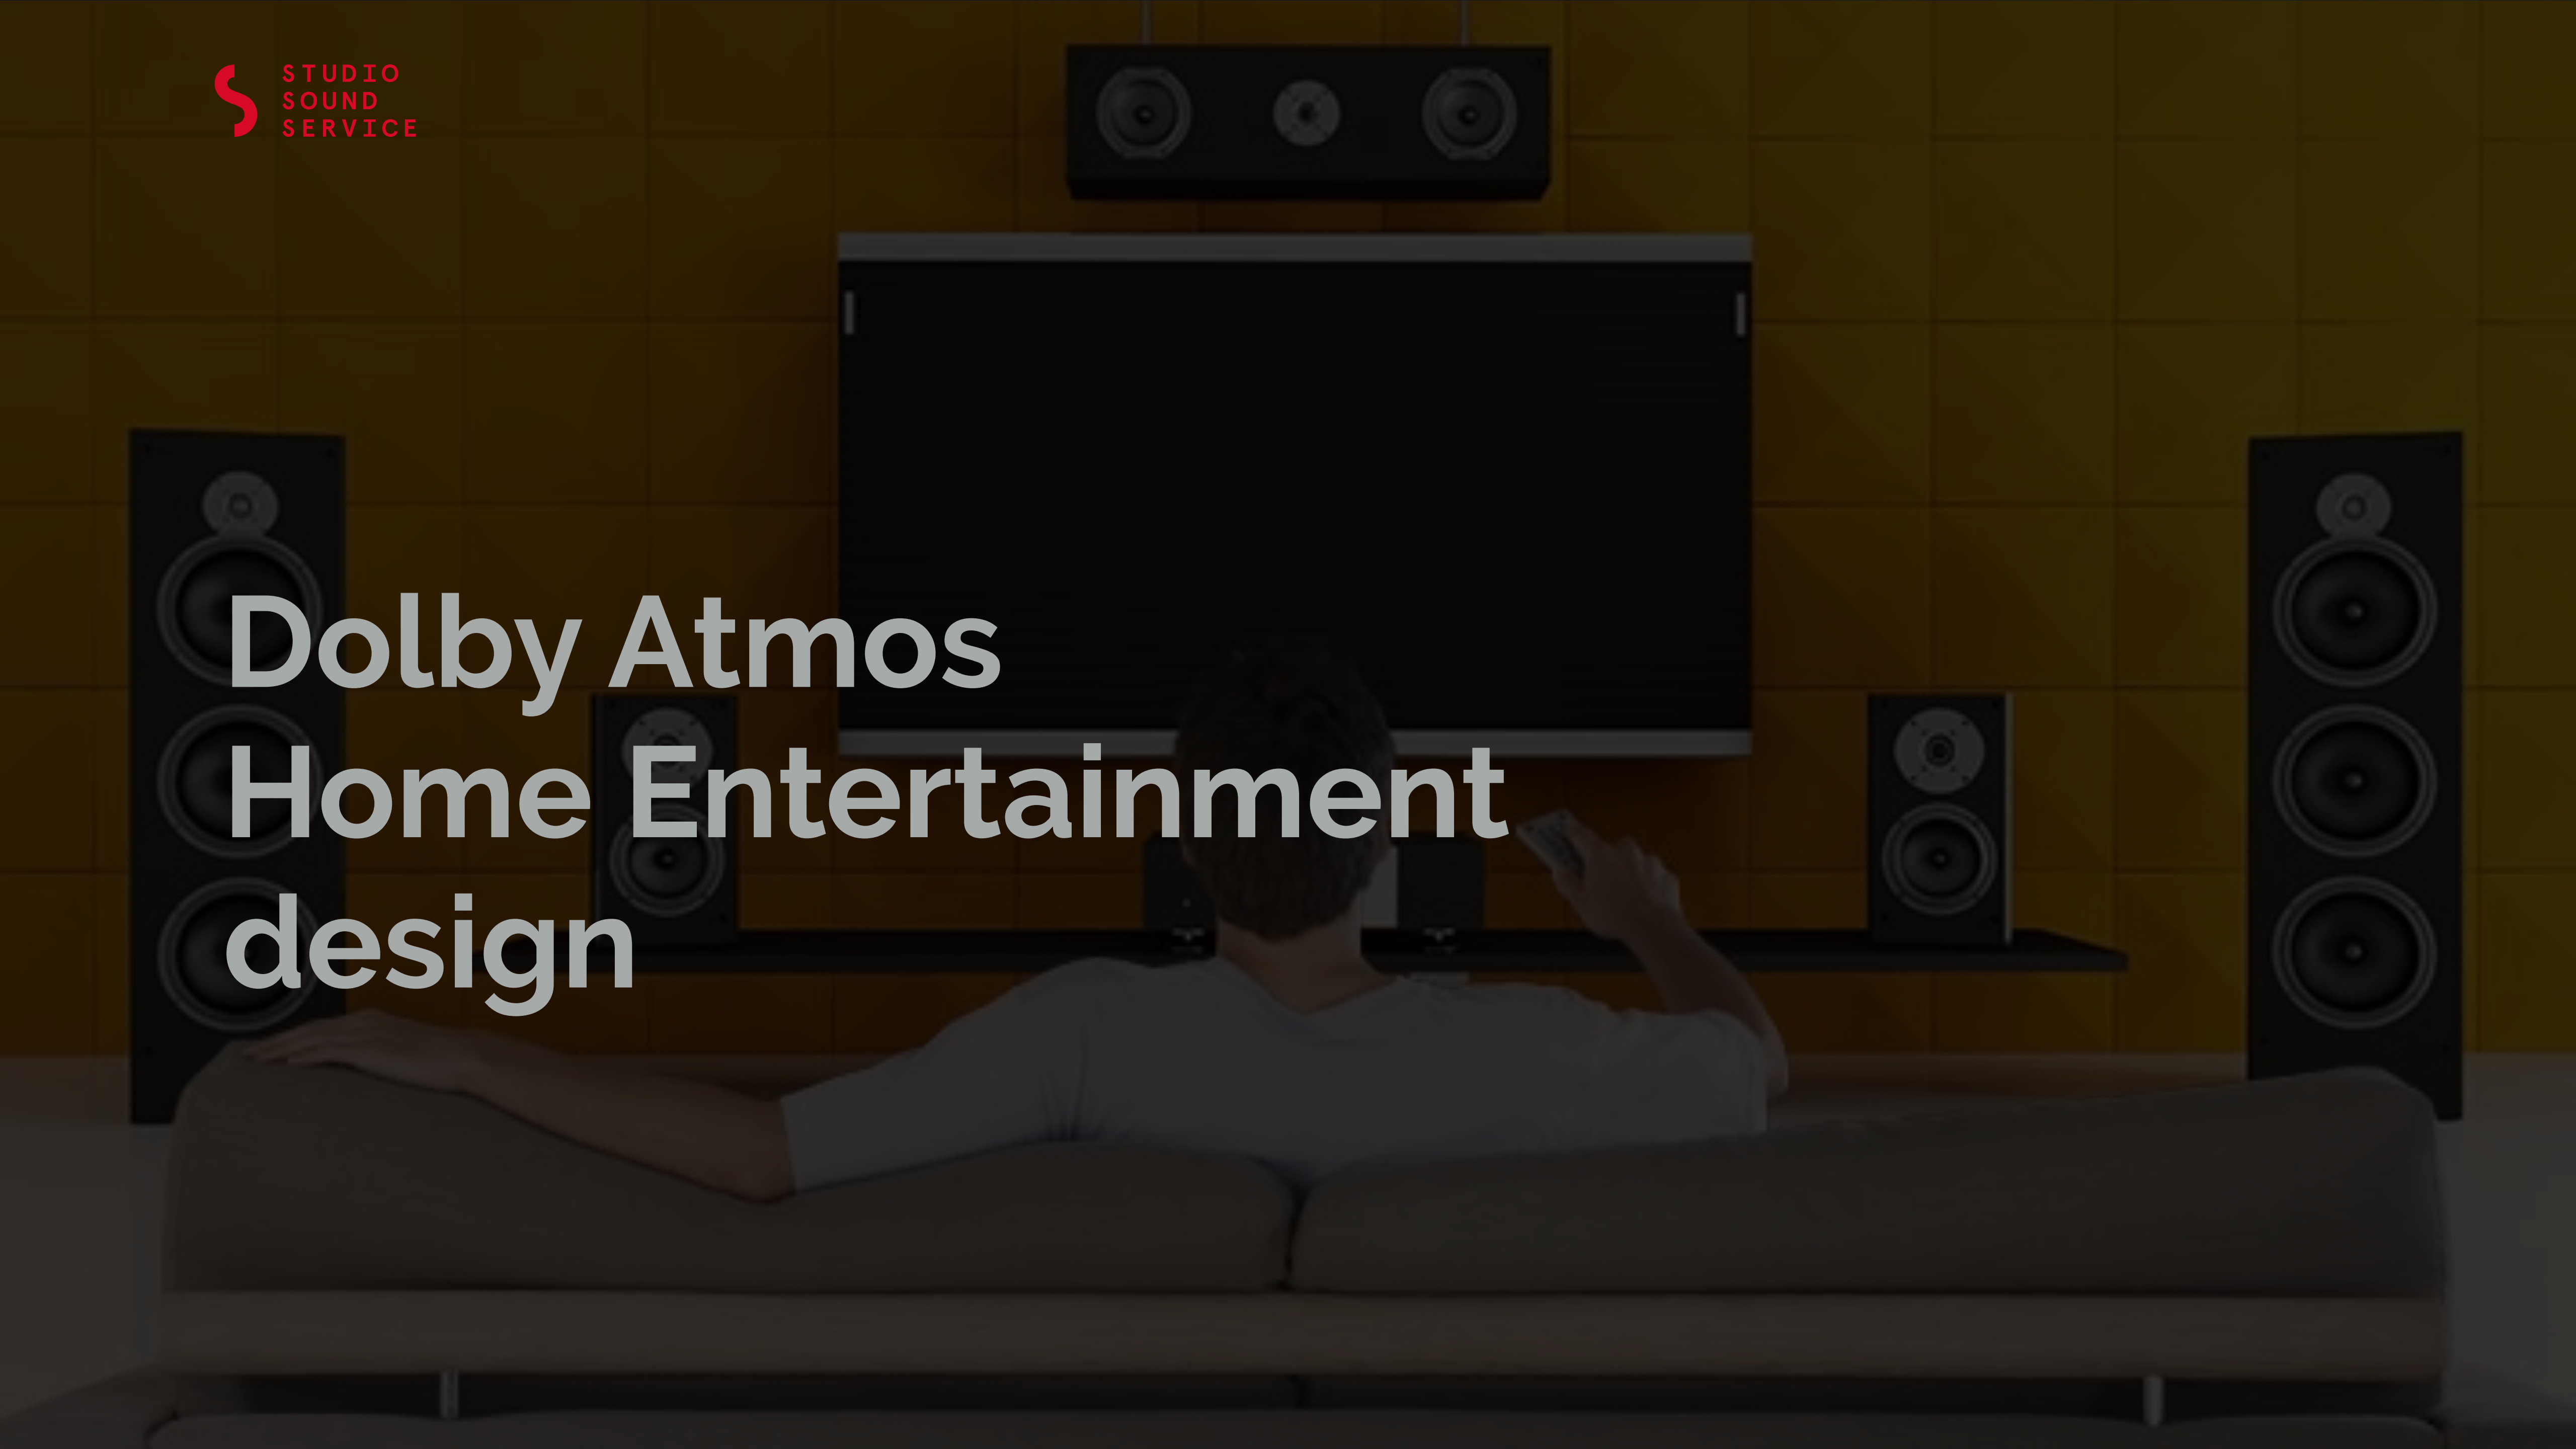 STUDIO
SOUND
SERVICE
Dolby Atmos
Home Entertainment
design